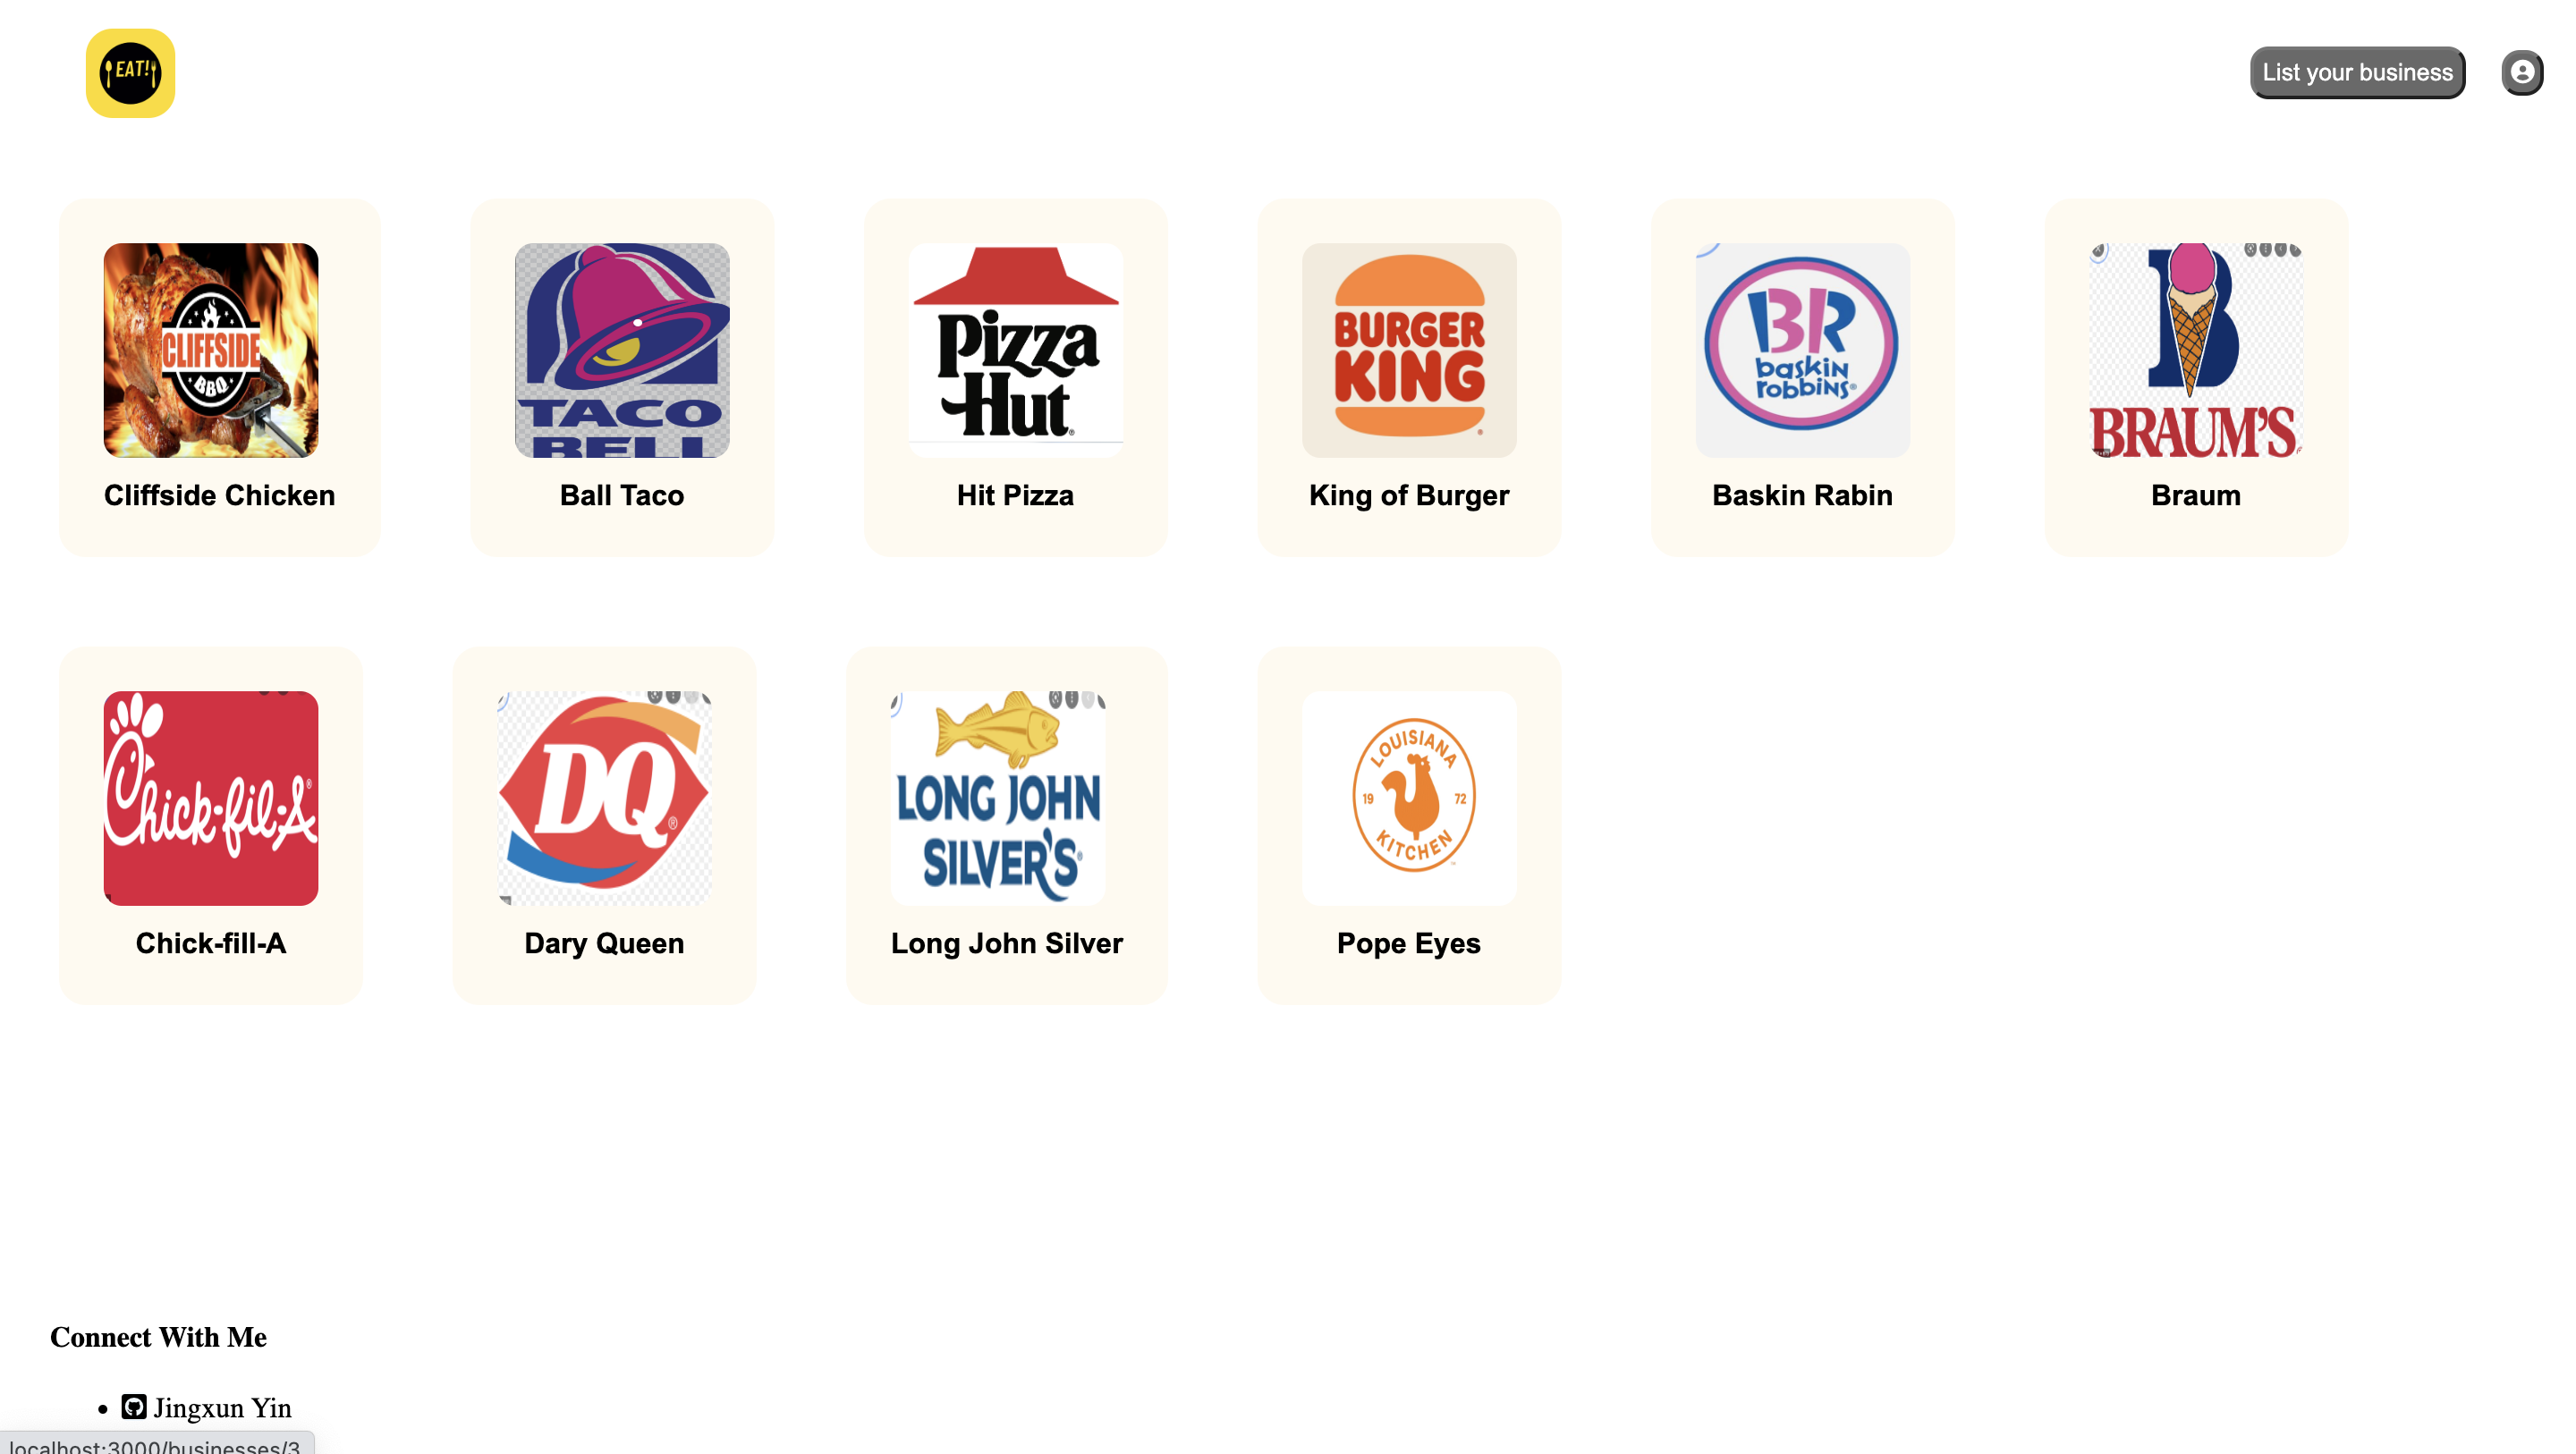 EAT!
List your business
CLIFFSIDE
BBQ
TACO
BELL
Pizza
Hut
BURGER
KING
BR
baskin
robbins
B
BRAUM'S
Cliffside Chicken
Ball Taco
Hit Pizza
King of Burger
Baskin Rabin
Braum
Chick-fil-A
DQ
LONG JOHN
SILVER'S
LOUISIANA
19 72
KITCHEN
Chick-fill-A
Dary Queen
Long John Silver
Pope Eyes
Connect With Me
Jingxun Yin
localhost:3000/businesses/3